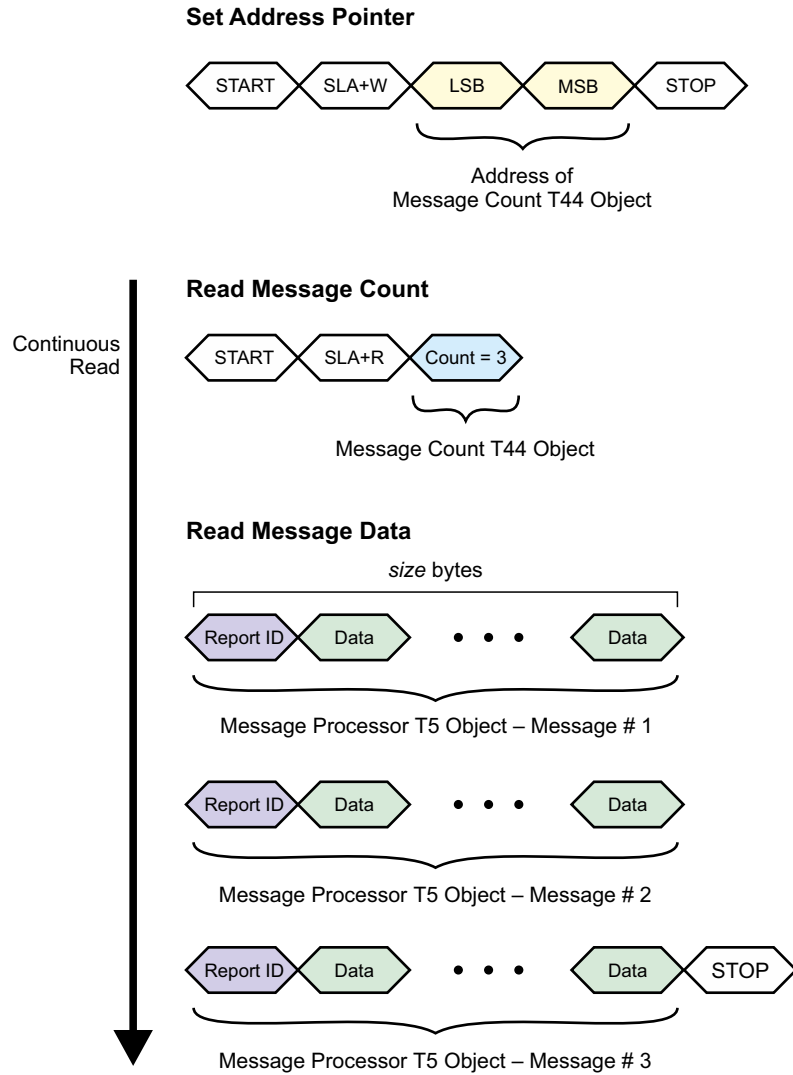 Set Address Pointer
START SLA+W LSB MSB STOP
Address of
Message Count T44 Object
Read Message Count
Continuous
Read
START SLA+R Count = 3
Message Count T44 Object
Read Message Data
size bytes
Report ID Data • • • Data
Message Processor T5 Object – Message # 1
Report ID Data • • • Data
Message Processor T5 Object – Message # 2
Report ID Data • • • Data STOP
Message Processor T5 Object – Message # 3